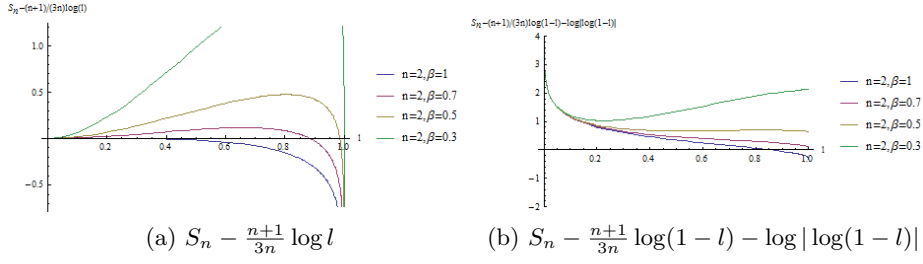 S_n−(n+1)/(3n)log(l)
1.0
0.5
−0.5
0.2
0.4
0.6
0.8
1.0
l
n=2,β=1
n=2,β=0.7
n=2,β=0.5
n=2,β=0.3
(a) S_n − \frac{n+1}{3n} log l
S_n−(n+1)/(3n)log(1−l)−log|log(1−l)|
4
3
2
1
−1
−2
0.2
0.4
0.6
0.8
1.0
l
n=2,β=1
n=2,β=0.7
n=2,β=0.5
n=2,β=0.3
(b) S_n − \frac{n+1}{3n} log(1 − l) − log | log(1 − l)|